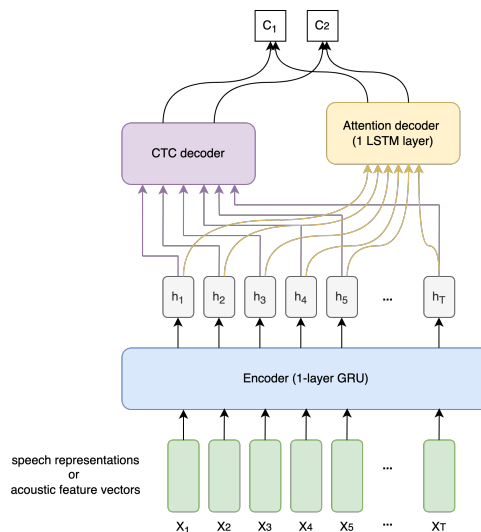 C1 C2
Attention decoder
(1 LSTM layer)
CTC decoder
h1 h2 h3 h4 h5 ... hT
Encoder (1-layer GRU)
speech representations
or
acoustic feature vectors
...
X1 X2 X3 X4 X5 ... XT